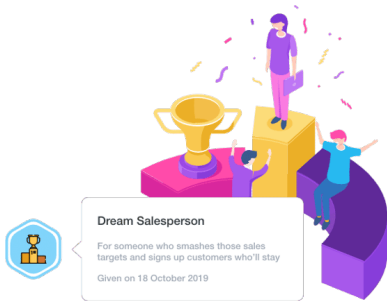 Dream Salesperson
For someone who smashes those sales
targets and signs up customers who'll stay
Given on 18 October 2019